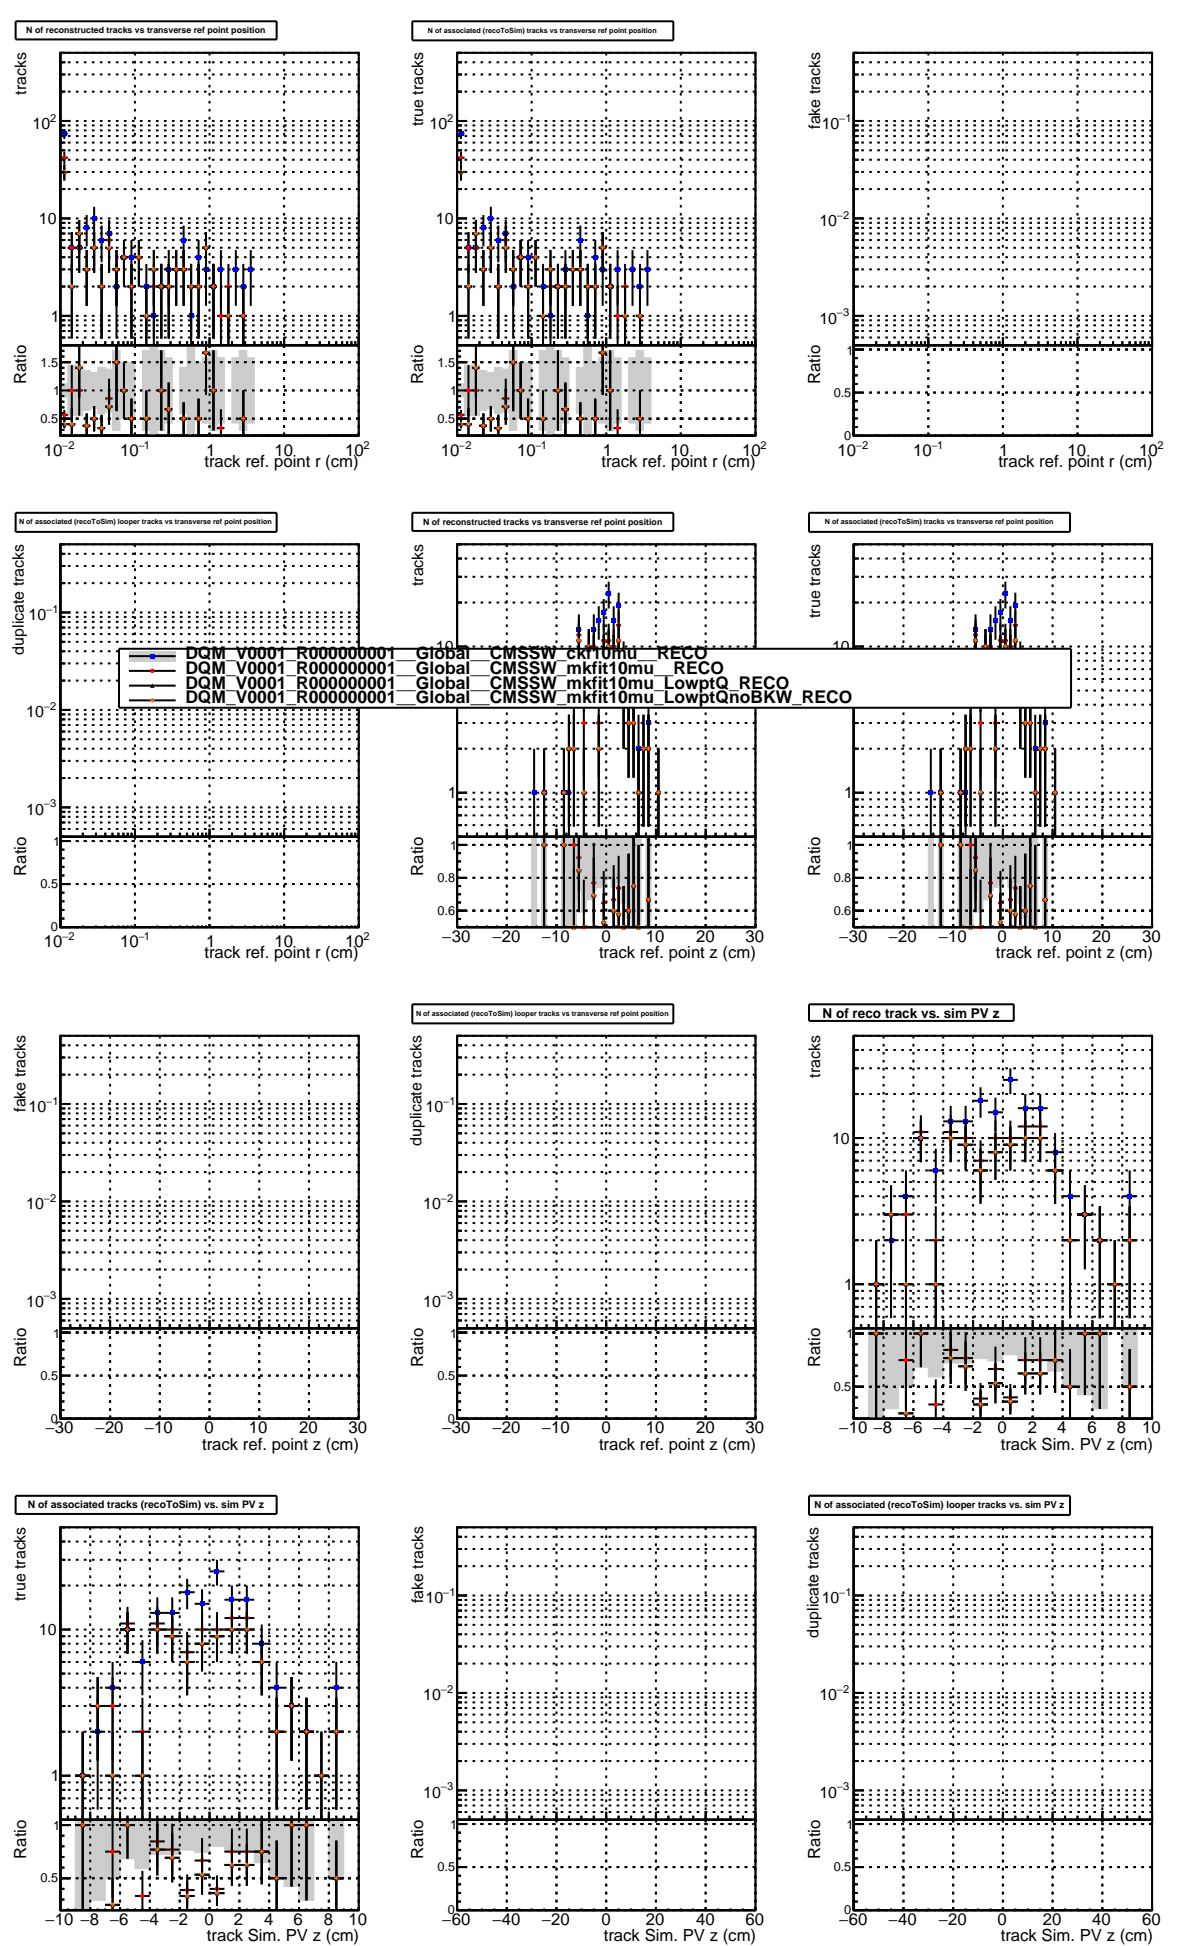 N of reconstructed tracks vs transverse ref point position
tracks
10²
10
1
Ratio
1.5
1
0.5
10⁻² 10⁻¹ 1 10 10²
track ref. point r (cm)
N of associated (recoToSim) tracks vs transverse ref point position
true tracks
10²
10
1
Ratio
1.5
1
0.5
10⁻² 10⁻¹ 1 10 10²
track ref. point r (cm)
fake tracks
10⁻¹
10⁻²
10⁻³
Ratio
1
0.5
0
10⁻² 10⁻¹ 1 10 10²
track ref. point r (cm)
N of associated (recoToSim) looper tracks vs transverse ref point position
duplicate tracks
10⁻¹
10⁻²
10⁻³
Ratio
1
0.5
0
10⁻² 10⁻¹ 1 10 10²
track ref. point r (cm)
N of reconstructed tracks vs transverse ref point position
tracks
10
1
Ratio
1
0.8
0.6
−30 −20 −10 0 10 20 30
track ref. point z (cm)
N of associated (recoToSim) tracks vs transverse ref point position
true tracks
10
1
Ratio
1
0.8
0.6
−30 −20 −10 0 10 20 30
track ref. point z (cm)
DQM_V0001_R000000001__Global__CMSSW_ckf10mu__RECO
DQM_V0001_R000000001__Global__CMSSW_mkfit10mu__RECO
DQM_V0001_R000000001__Global__CMSSW_mkfit10mu_LowptQ_RECO
DQM_V0001_R000000001__Global__CMSSW_mkfit10mu_LowptQnoBKW_RECO
fake tracks
10⁻¹
10⁻²
10⁻³
Ratio
1
0.5
0
−30 −20 −10 0 10 20 30
track ref. point z (cm)
N of associated (recoToSim) looper tracks vs transverse ref point position
duplicate tracks
10⁻¹
10⁻²
10⁻³
Ratio
1
0.5
0
−30 −20 −10 0 10 20 30
track ref. point z (cm)
N of reco track vs. sim PV z
tracks
10
1
Ratio
1
0.5
−10 −8 −6 −4 −2 0 2 4 6 8 10
track Sim. PV z (cm)
N of associated tracks (recoToSim) vs. sim PV z
true tracks
10
1
Ratio
1
0.5
−10 −8 −6 −4 −2 0 2 4 6 8 10
track Sim. PV z (cm)
fake tracks
10⁻¹
10⁻²
10⁻³
Ratio
1
0.5
0
−60 −40 −20 0 20 40 60
track Sim. PV z (cm)
N of associated (recoToSim) looper tracks vs. sim PV z
duplicate tracks
10⁻¹
10⁻²
10⁻³
Ratio
1
0.5
0
−60 −40 −20 0 20 40 60
track Sim. PV z (cm)